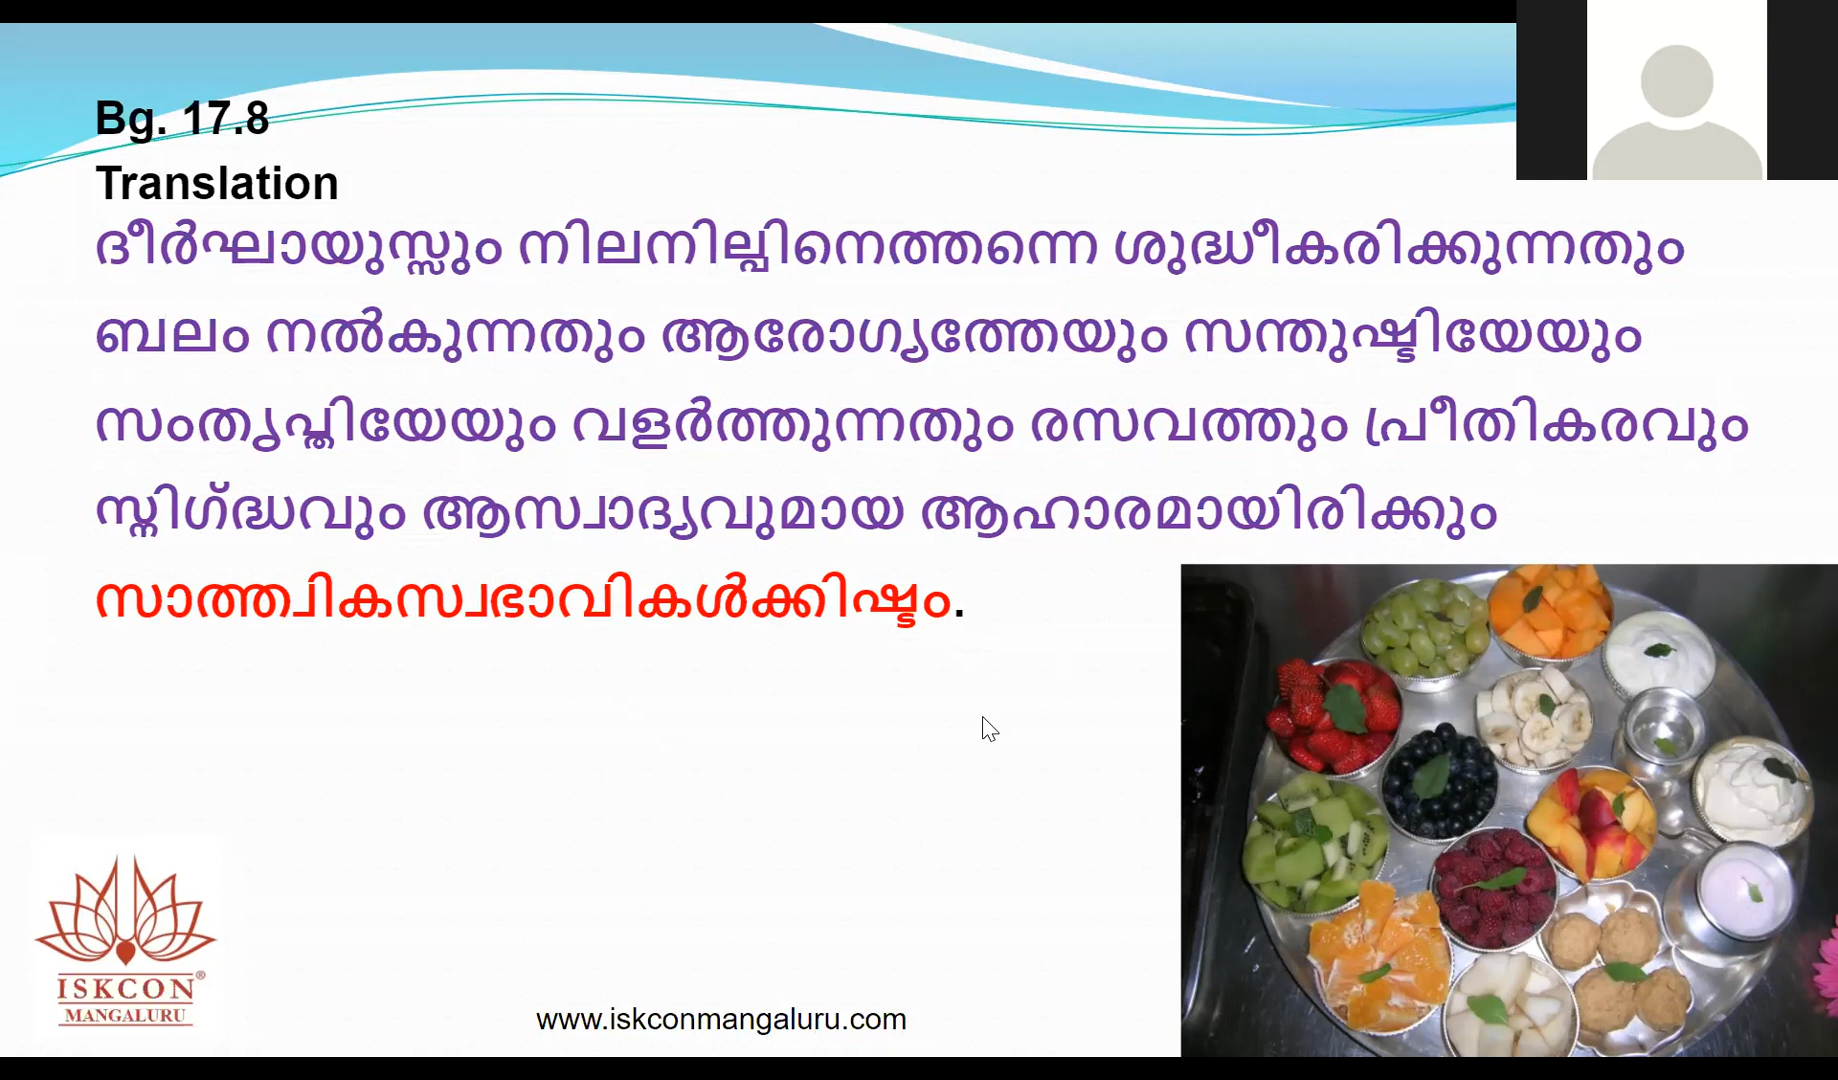 Bg. 17.8
Translation
ദീർഘായുസ്സും നിലനില്പിനെത്തന്നെ ശുദ്ധീകരിക്കുന്നതും
ബലം നൽകുന്നതും ആരോഗ്യത്തേയും സന്തുഷ്ടിയേയും
സംതൃപ്തിയേയും വളർത്തുന്നതും രസവത്തും പ്രീതികരവും
സ്നിഗ്ദ്ധവും ആസ്വാദ്യവുമായ ആഹാരമായിരിക്കും
സാത്ത്വികസ്വഭാവികൾക്കിഷ്ടം.
ISKCON®
MANGALURU
www.iskconmangaluru.com